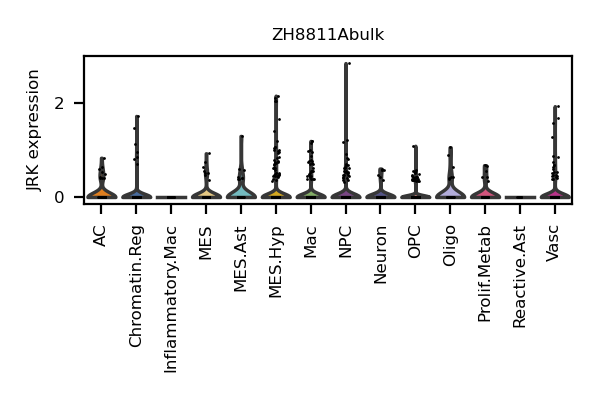 ZH8811Abulk
JRK expression
2
0
AC
Chromatin.Reg
Inflammatory.Mac
MES
MES.Ast
MES.Hyp
Mac
NPC
Neuron
OPC
Oligo
Prolif.Metab
Reactive.Ast
Vasc